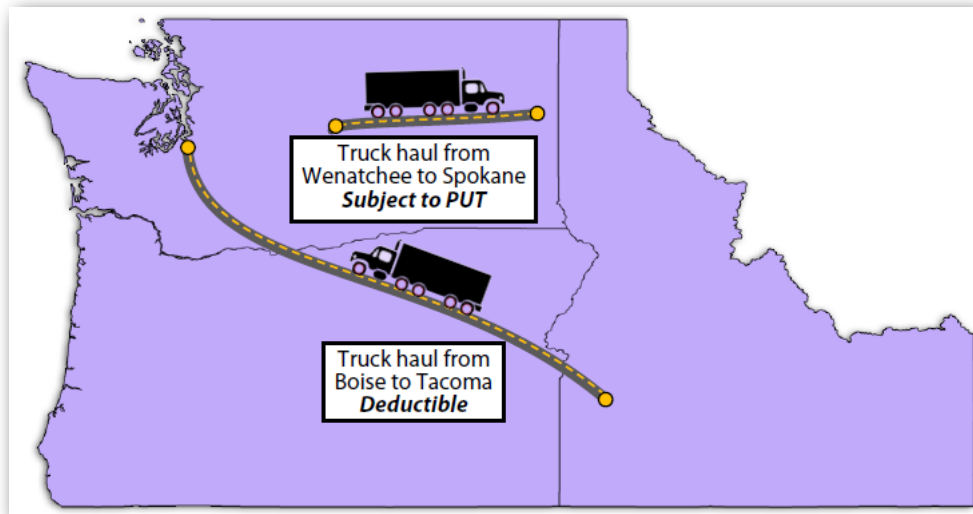 Truck haul from
Wenatchee to Spokane
Subject to PUT
Truck haul from
Boise to Tacoma
Deductible